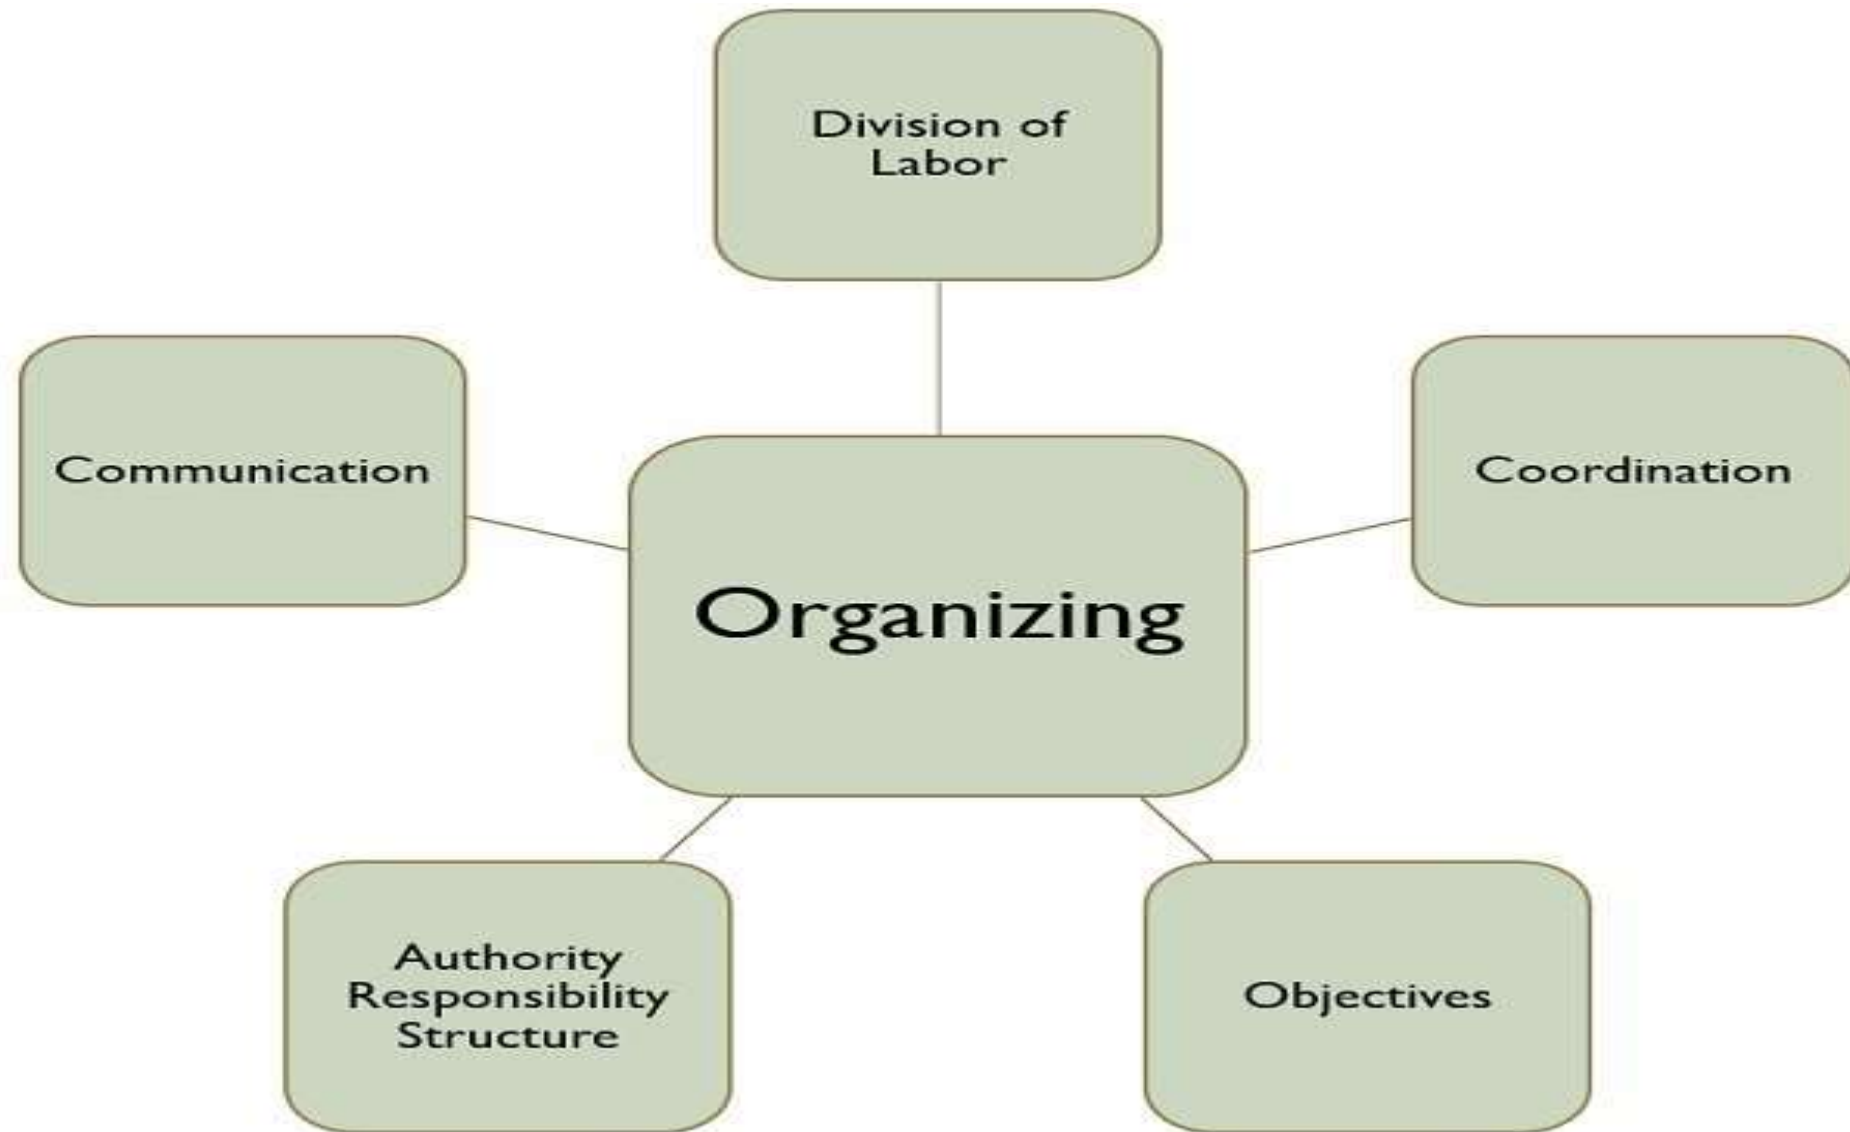 Division of
Labor
Communication
Coordination
Organizing
Authority
Responsibility
Structure
Objectives